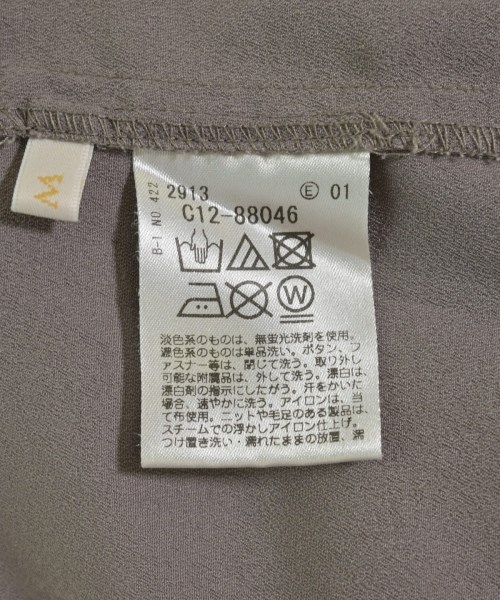 M
B-1 NO.422
2913 Ⓔ 01
C12-88046
W
淡色系のものは、無蛍光洗剤を使用。
濃色系のものは単品洗い。ボタン、フ
ァスナー等は、閉じて洗う。取り外し
可能な附属品は、外して洗う。漂白は、
漂白剤の指示にしたがう。汗をかいた
場合、速やかに洗う。アイロンは、当
て布使用。ニットや毛足のある製品は、
スチームでの浮かしアイロン仕上げ。
つけ置き洗い・濡れたままの放置、濡